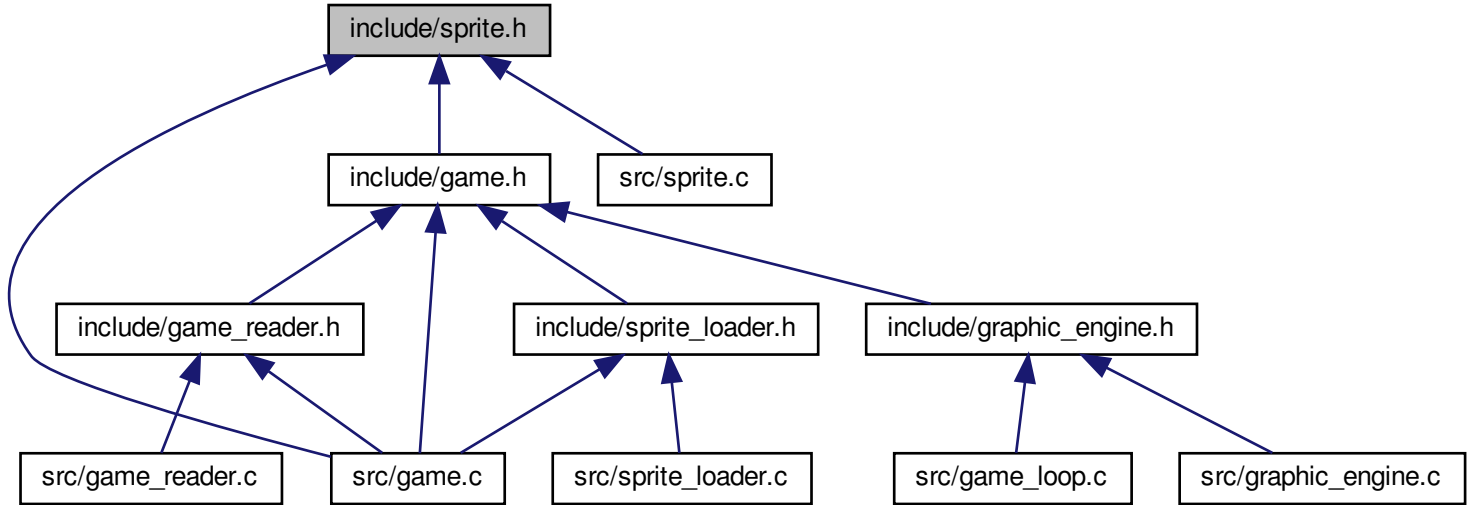 include/sprite.h
include/game.h
src/sprite.c
include/game_reader.h
include/sprite_loader.h
include/graphic_engine.h
src/game_reader.c
src/game.c
src/sprite_loader.c
src/game_loop.c
src/graphic_engine.c